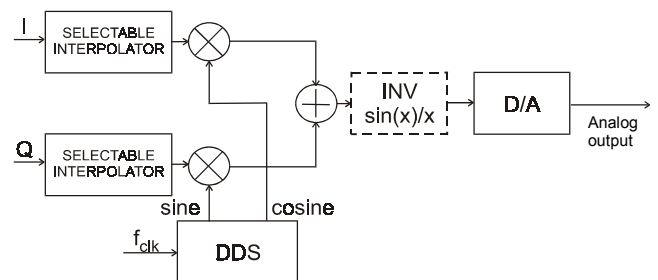 I
SELECTABLE
INTERPOLATOR
INV
sin(x)/x
D/A
Analog
output
Q
SELECTABLE
INTERPOLATOR
sine
cosine
fclk
DDS